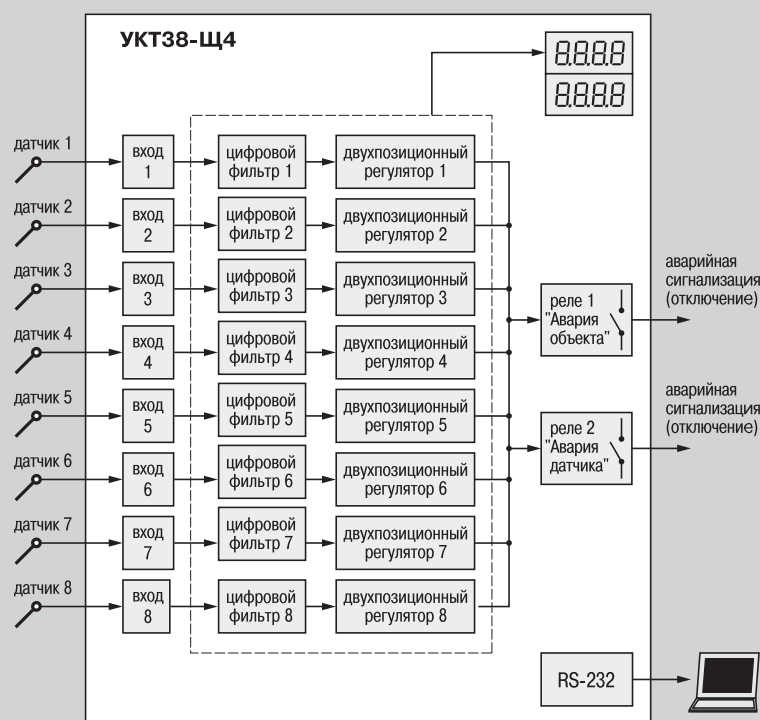 УКТ38-Щ4
8.8.8.8
8.8.8.8
датчик 1
вход
1
цифровой
фильтр 1
двухпозиционный
регулятор 1
датчик 2
вход
2
цифровой
фильтр 2
двухпозиционный
регулятор 2
датчик 3
вход
3
цифровой
фильтр 3
двухпозиционный
регулятор 3
датчик 4
вход
4
цифровой
фильтр 4
двухпозиционный
регулятор 4
датчик 5
вход
5
цифровой
фильтр 5
двухпозиционный
регулятор 5
датчик 6
вход
6
цифровой
фильтр 6
двухпозиционный
регулятор 6
датчик 7
вход
7
цифровой
фильтр 7
двухпозиционный
регулятор 7
датчик 8
вход
8
цифровой
фильтр 8
двухпозиционный
регулятор 8
реле 1
"Авария
объекта"
аварийная
сигнализация
(отключение)
реле 2
"Авария
датчика"
аварийная
сигнализация
(отключение)
RS-232